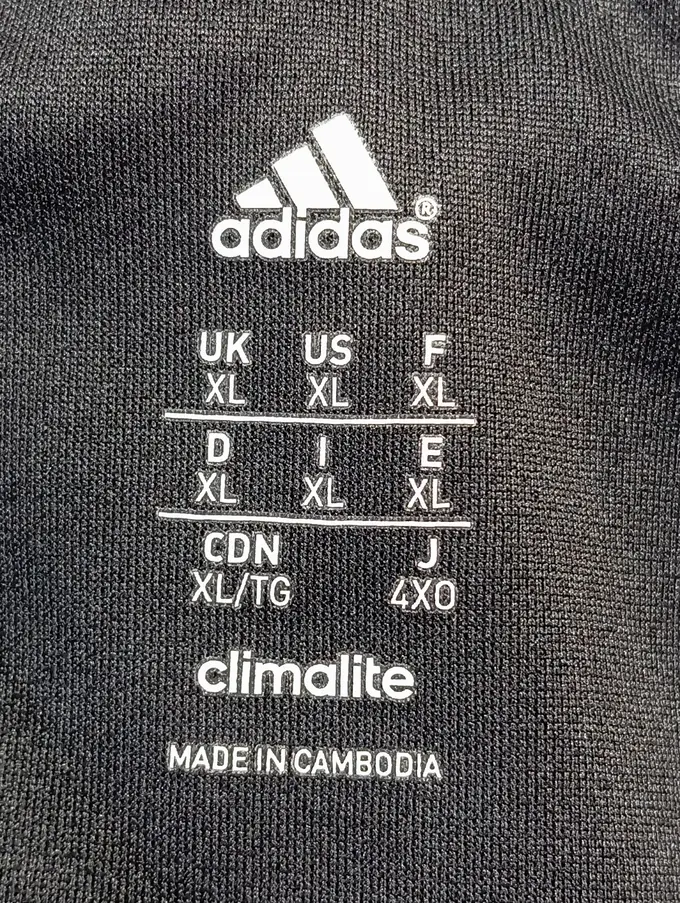 adidas®
UK US F
XL XL XL
D I E
XL XL XL
CDN J
XL/TG 4XO
climalite
MADE IN CAMBODIA